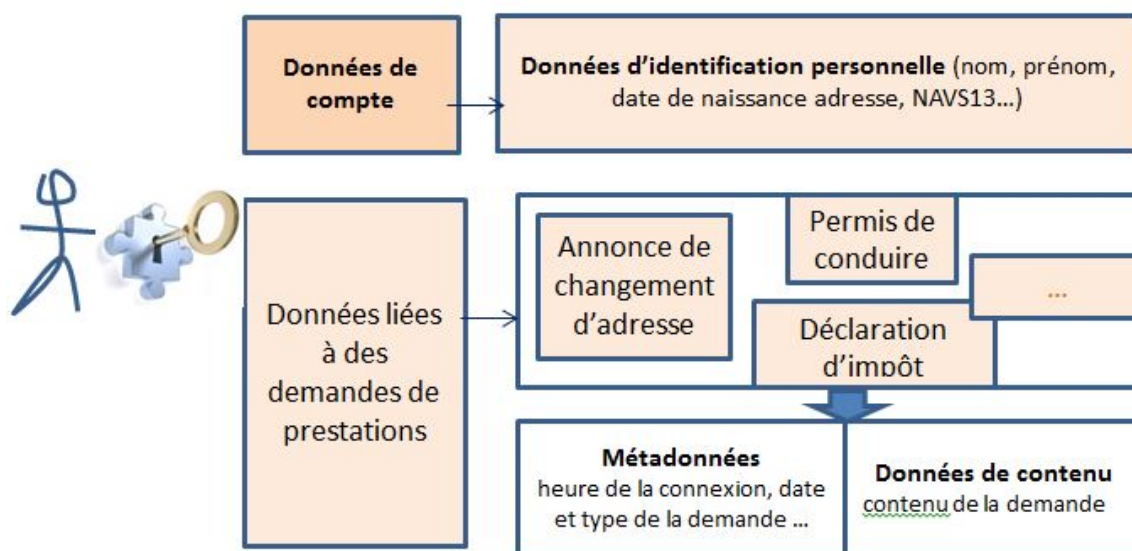 Données de
compte
Données d'identification personnelle (nom, prénom,
date de naissance adresse, NAVS13...)
Données liées
à des
demandes de
prestations
Annonce de
changement
d'adresse
Permis de
conduire
...
Déclaration
d'impôt
Métadonnées
heure de la connexion, date
et type de la demande ...
Données de contenu
contenu de la demande